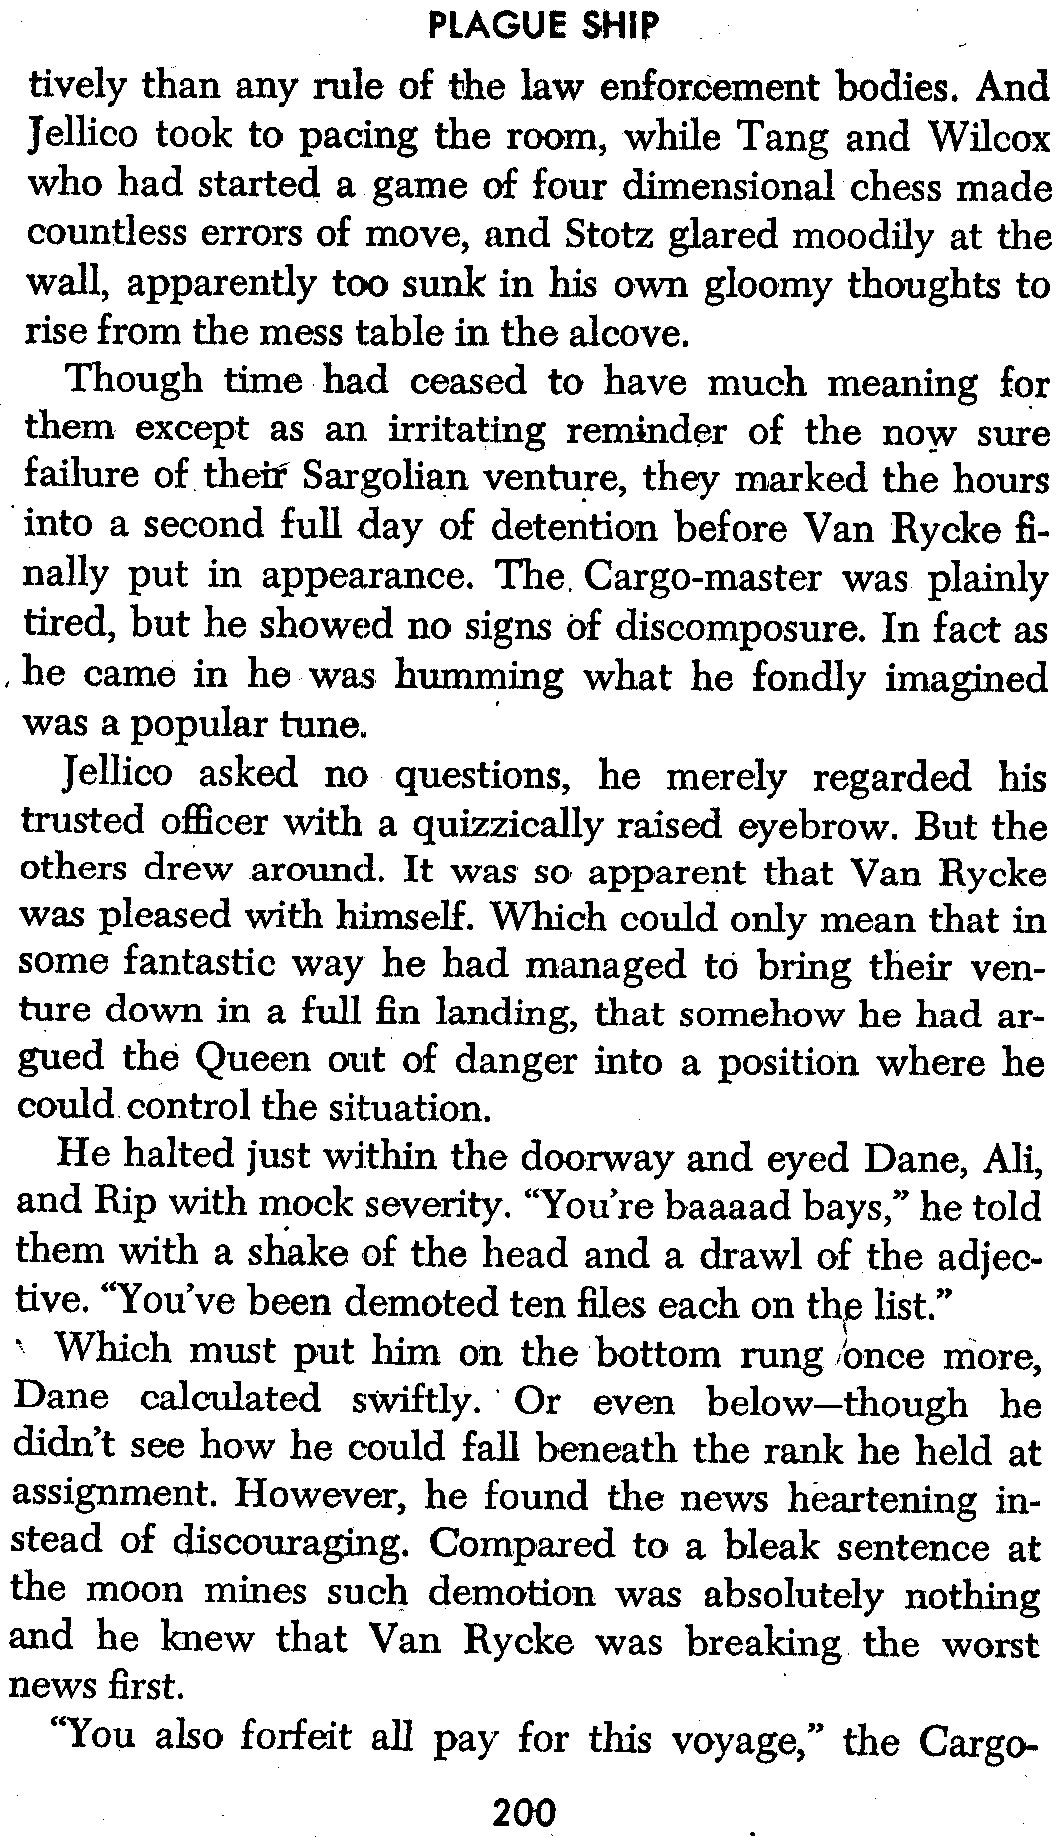 PLAGUE SHIP
tively than any rule of the law enforcement bodies. And
Jellico took to pacing the room, while Tang and Wilcox
who had started a game of four dimensional chess made
countless errors of move, and Stotz glared moodily at the
wall, apparently too sunk in his own gloomy thoughts to
rise from the mess table in the alcove.
Though time had ceased to have much meaning for
them except as an irritating reminder of the now sure
failure of their Sargolian venture, they marked the hours
into a second full day of detention before Van Rycke fi-
nally put in appearance. The Cargo-master was plainly
tired, but he showed no signs of discomposure. In fact as
he came in he was humming what he fondly imagined
was a popular tune.
Jellico asked no questions, he merely regarded his
trusted officer with a quizzically raised eyebrow. But the
others drew around. It was so apparent that Van Rycke
was pleased with himself. Which could only mean that in
some fantastic way he had managed to bring their ven-
ture down in a full fin landing, that somehow he had ar-
gued the Queen out of danger into a position where he
could control the situation.
He halted just within the doorway and eyed Dane, Ali,
and Rip with mock severity. “You're baaaad bays,” he told
them with a shake of the head and a drawl of the adjec-
tive. “You've been demoted ten files each on the list.”
Which must put him on the bottom rung once more,
Dane calculated swiftly. Or even below—though he
didn't see how he could fall beneath the rank he held at
assignment. However, he found the news heartening in-
stead of discouraging. Compared to a bleak sentence at
the moon mines such demotion was absolutely nothing
and he knew that Van Rycke was breaking the worst
news first.
“You also forfeit all pay for this voyage,” the Cargo-
200